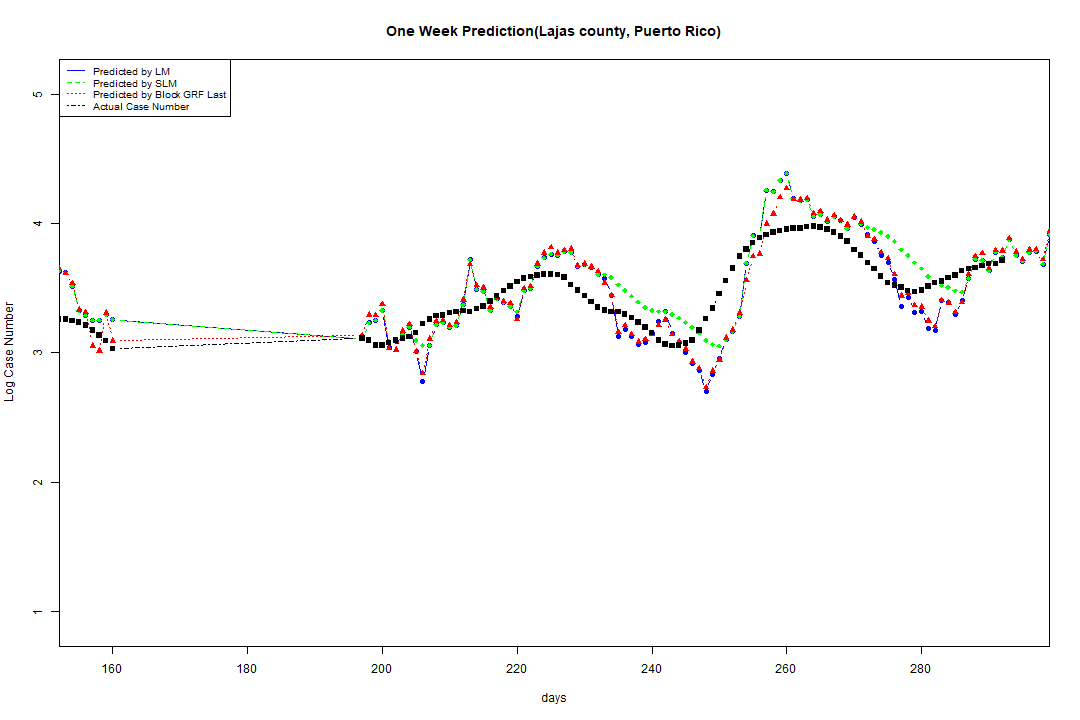 One Week Prediction(Lajas county, Puerto Rico)
Predicted by LM
Predicted by SLM
Predicted by Block GRF Last
Actual Case Number
5
4
3
2
1
Log Case Number
160 180 200 220 240 260 280
days